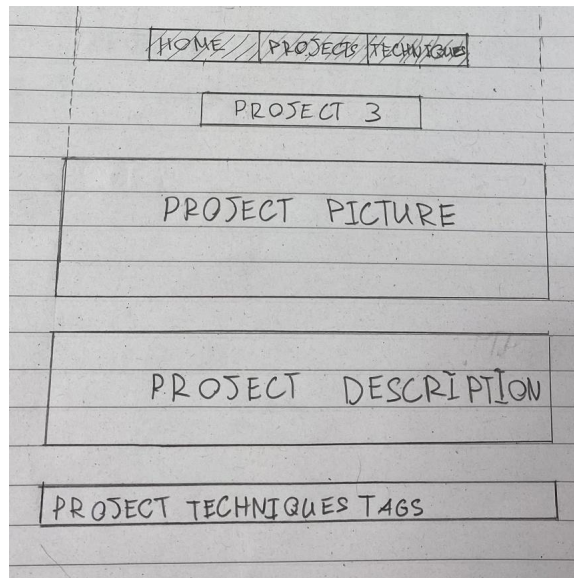 HOME PROJECTS TECHNIQUES
PROJECT 3
PROJECT PICTURE
PROJECT DESCRIPTION
PROJECT TECHNIQUES TAGS